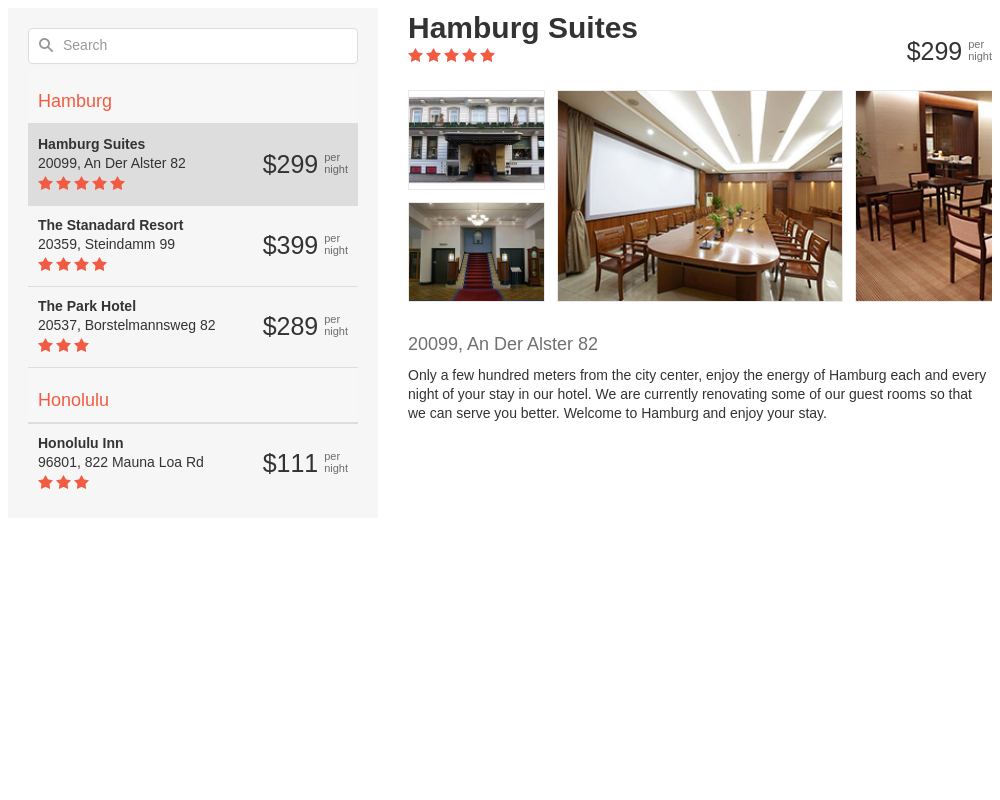 Search
Hamburg
Hamburg Suites
20099, An Der Alster 82
$299 per night
The Stanadard Resort
20359, Steindamm 99
$399 per night
The Park Hotel
20537, Borstelmannsweg 82
$289 per night
Honolulu
Honolulu Inn
96801, 822 Mauna Loa Rd
$111 per night
Hamburg Suites
$299 per night
20099, An Der Alster 82
Only a few hundred meters from the city center, enjoy the energy of Hamburg each and every
night of your stay in our hotel. We are currently renovating some of our guest rooms so that
we can serve you better. Welcome to Hamburg and enjoy your stay.